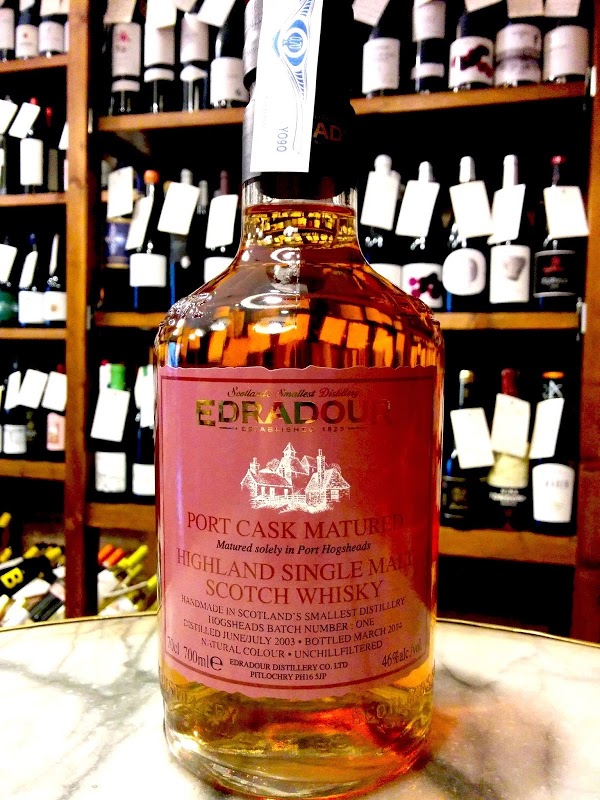 YO90
Scotland's Smallest Distillery
EDRADOUR
ESTABLISHED 1825
PORT CASK MATURED
Matured solely in Port Hogsheads
HIGHLAND SINGLE MALT
SCOTCH WHISKY
HANDMADE IN SCOTLAND'S SMALLEST DISTILLERY
HOGSHEADS BATCH NUMBER : ONE
DISTILLED JUNE/JULY 2003 • BOTTLED MARCH 2014
NATURAL COLOUR • UNCHILLFILTERED
70cl 700ml℮ EDRADOUR DISTILLERY CO. LTD 46%alc./vol.
PITLOCHRY PH16 5JP